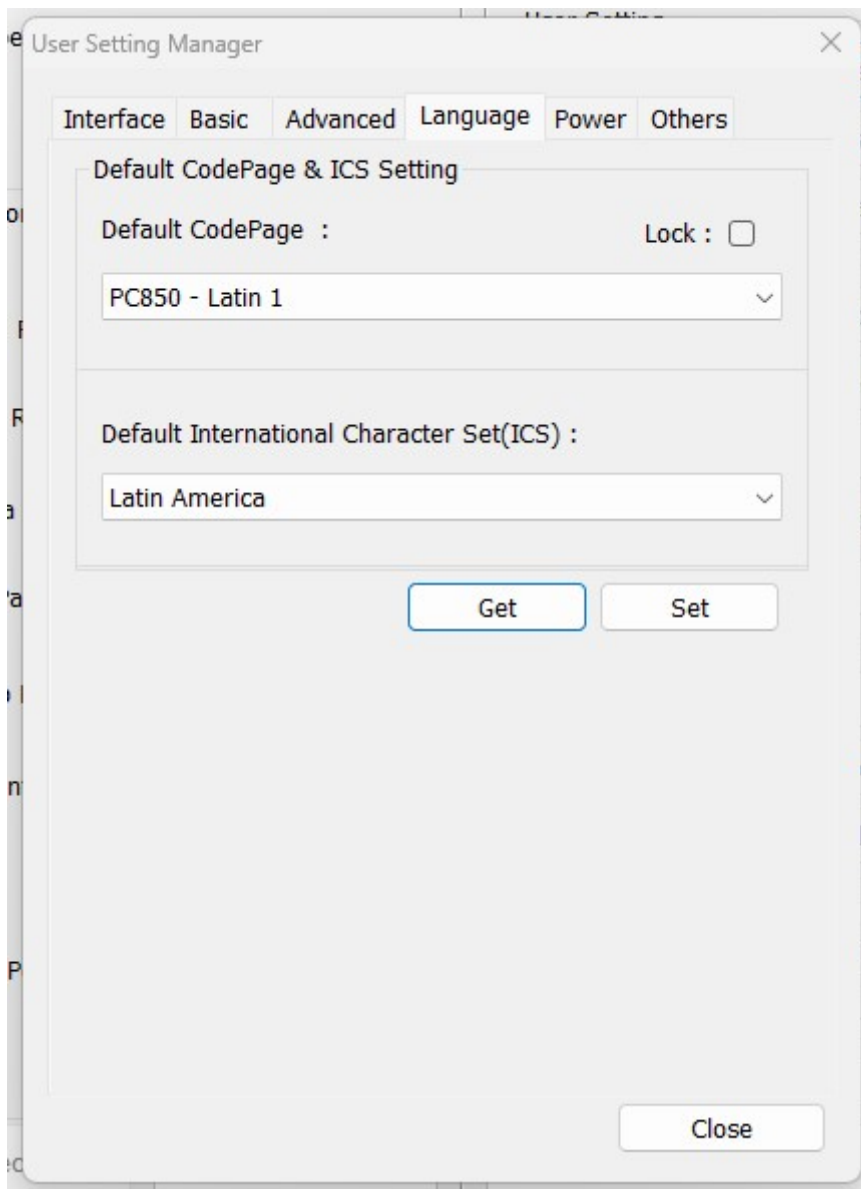 User Setting Manager
Interface Basic Advanced Language Power Others
Default CodePage & ICS Setting
Default CodePage :
Lock :
PC850 - Latin 1
Default International Character Set(ICS) :
Latin America
Get Set
Close